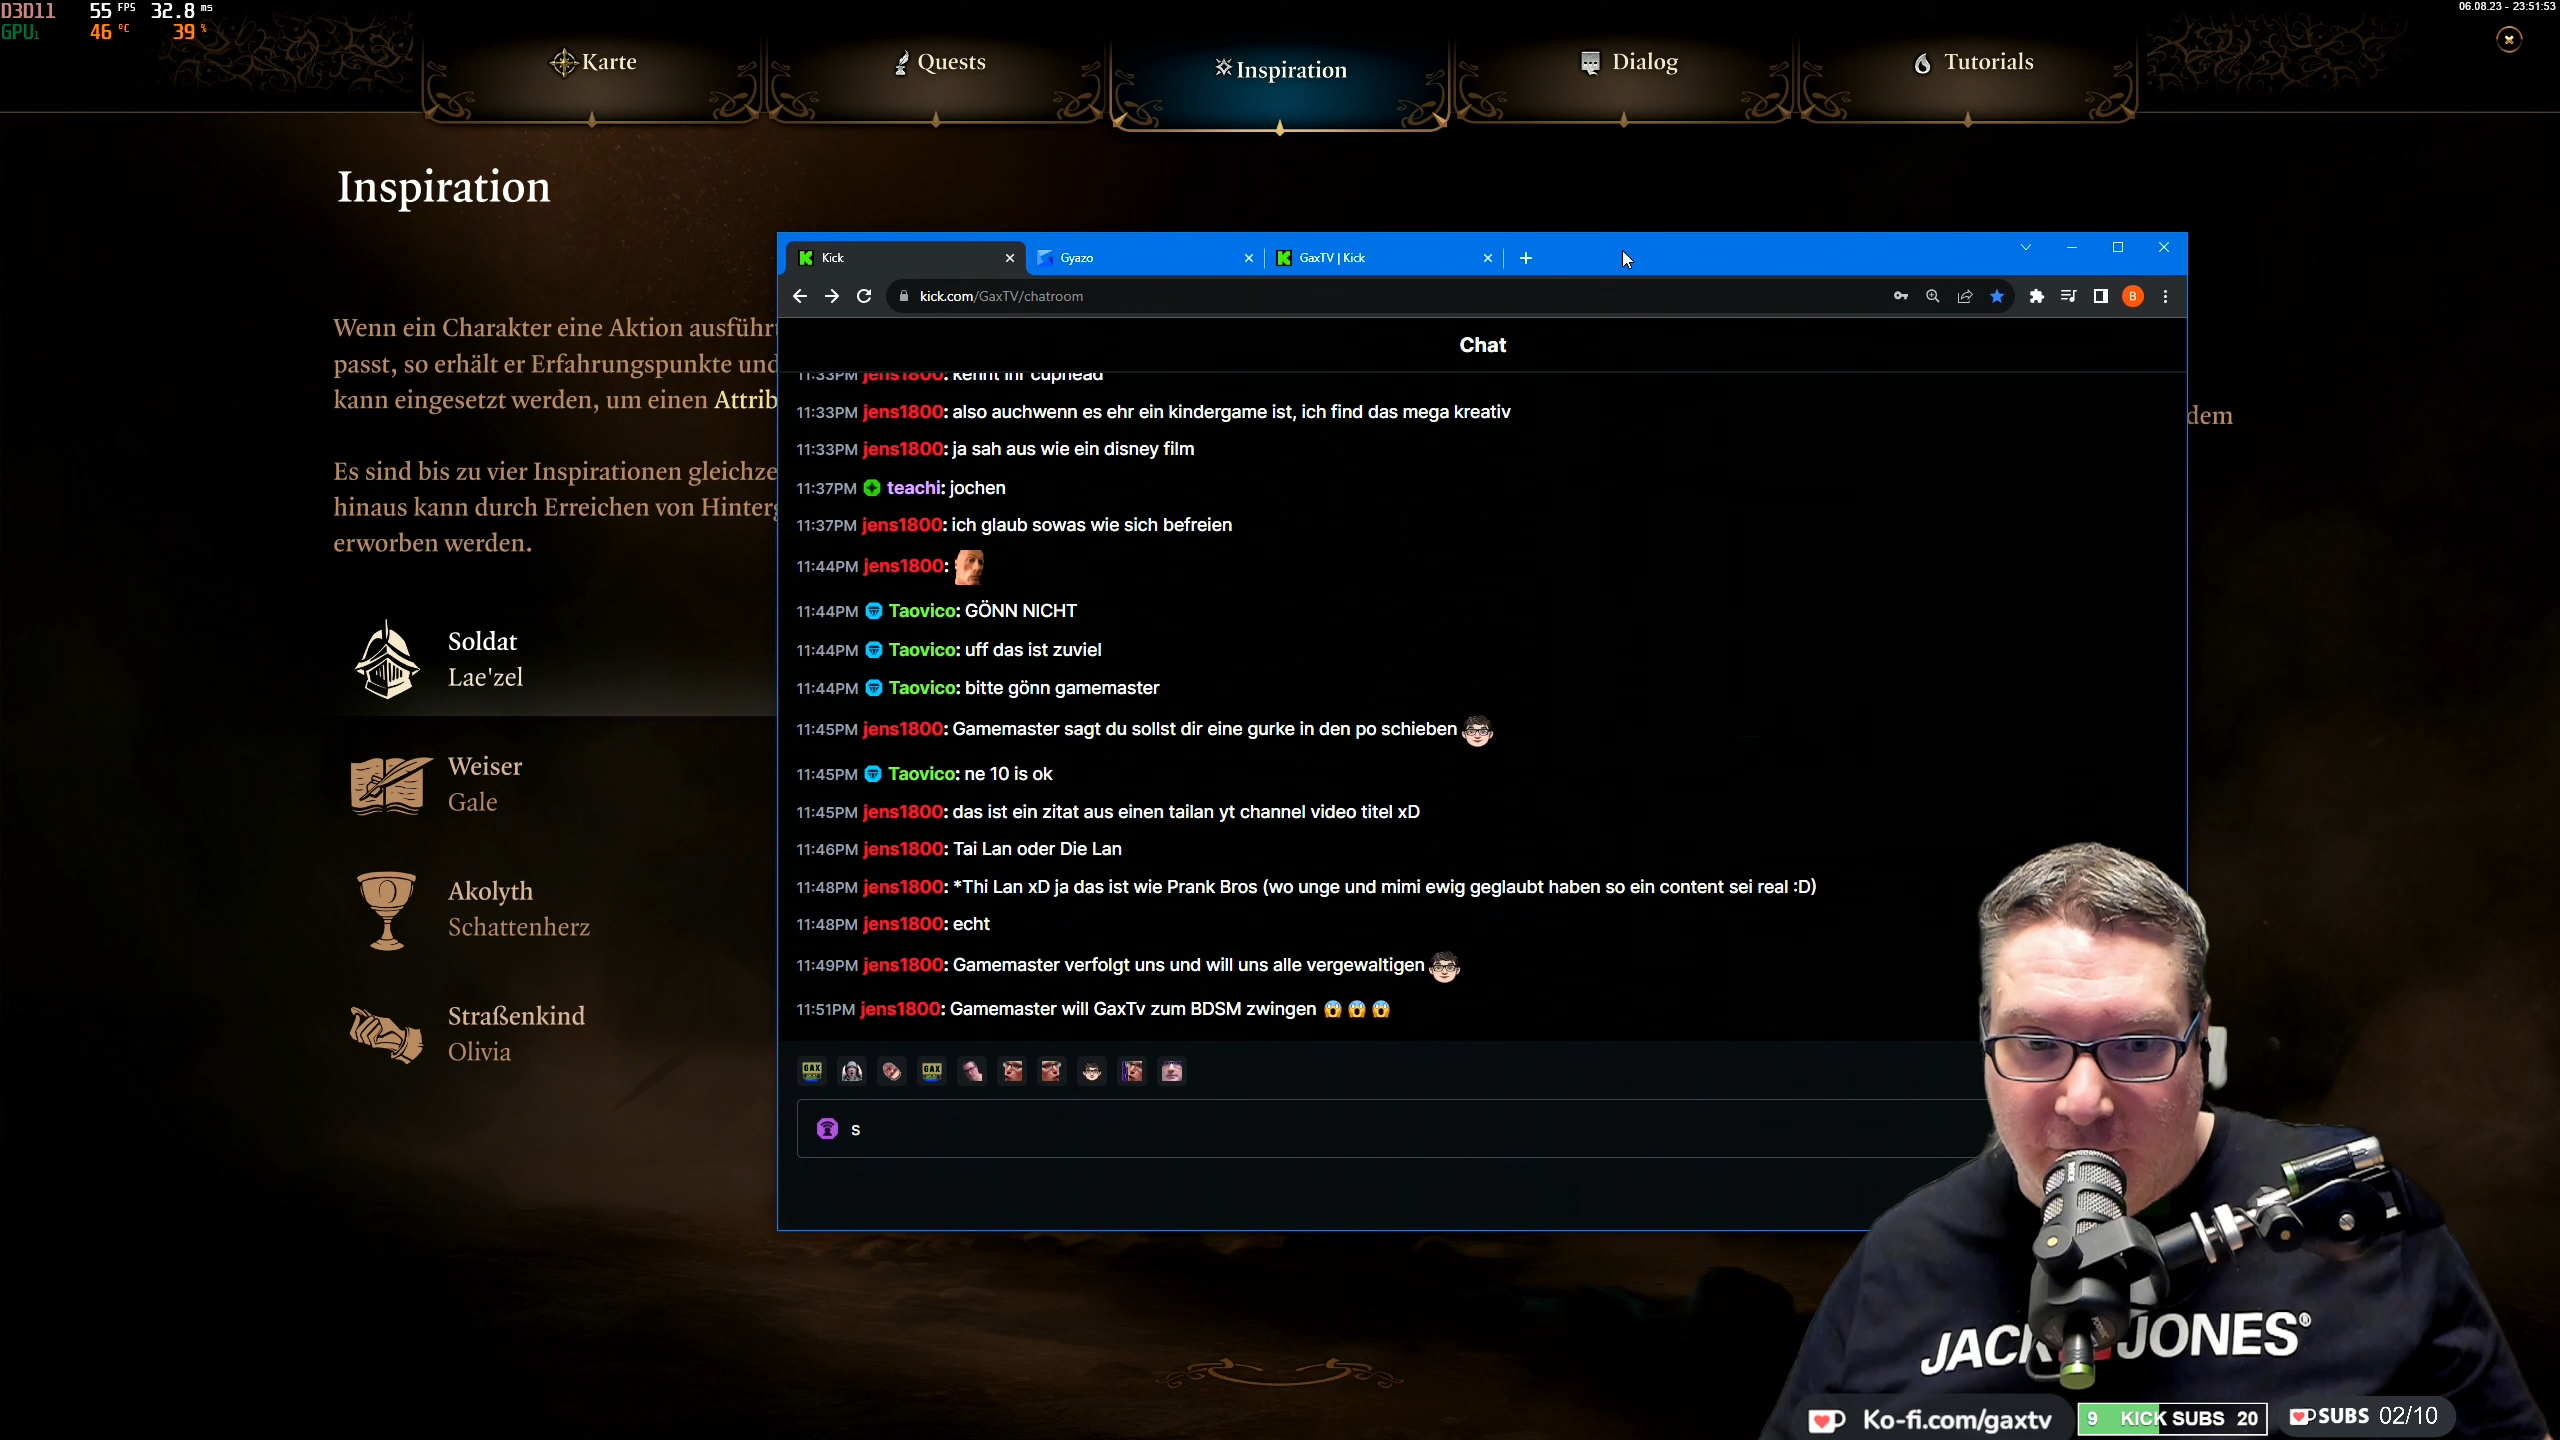 D3D11 55 FPS 32.8 ms
GPU1 46 °C 39 %
06.08.23 - 23:51:53
Karte
Quests
Inspiration
Dialog
Tutorials
Inspiration
Wenn ein Charakter eine Aktion ausführ
passt, so erhält er Erfahrungspunkte und
kann eingesetzt werden, um einen Attrib
dem
Es sind bis zu vier Inspirationen gleichze
hinaus kann durch Erreichen von Hinterg
erworben werden.
Soldat
Lae'zel
Weiser
Gale
Akolyth
Schattenherz
Straßenkind
Olivia
Kick
Gyazo
GaxTV | Kick
kick.com/GaxTV/chatroom
B
Chat
11:33PM jens1800: kennt ihr cuphead
11:33PM jens1800: also auchwenn es ehr ein kindergame ist, ich find das mega kreativ
11:33PM jens1800: ja sah aus wie ein disney film
11:37PM teachi: jochen
11:37PM jens1800: ich glaub sowas wie sich befreien
11:44PM jens1800:
11:44PM Taovico: GÖNN NICHT
11:44PM Taovico: uff das ist zuviel
11:44PM Taovico: bitte gönn gamemaster
11:45PM jens1800: Gamemaster sagt du sollst dir eine gurke in den po schieben
11:45PM Taovico: ne 10 is ok
11:45PM jens1800: das ist ein zitat aus einen tailan yt channel video titel xD
11:46PM jens1800: Tai Lan oder Die Lan
11:48PM jens1800: *Thi Lan xD ja das ist wie Prank Bros (wo unge und mimi ewig geglaubt haben so ein content sei real :D)
11:48PM jens1800: echt
11:49PM jens1800: Gamemaster verfolgt uns und will uns alle vergewaltigen
11:51PM jens1800: Gamemaster will GaxTv zum BDSM zwingen 😱 😱 😱
GAX
GAX
s
JACK JONES®
Ko-fi.com/gaxtv
9 KICK SUBS 20
SUBS 02/10